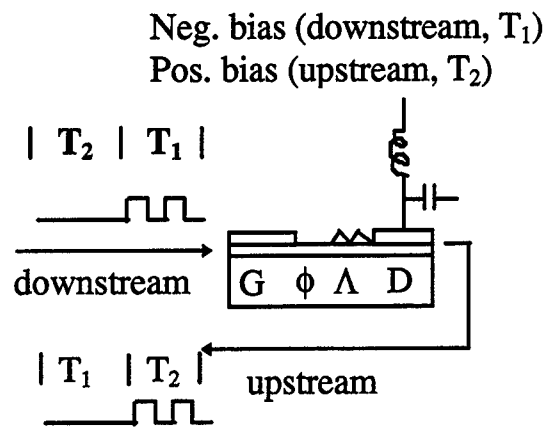 Neg. bias (downstream, T₁)
Pos. bias (upstream, T₂)
| T₂ | T₁ |
downstream
G ϕ Λ D
| T₁ | T₂ |
upstream